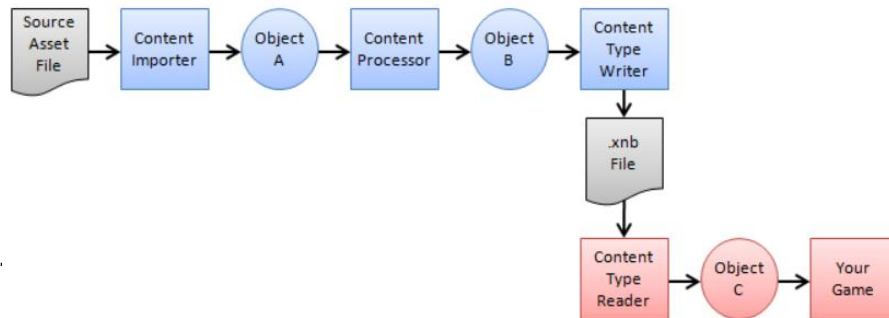 Source
Asset
File
Content
Importer
Object
A
Content
Processor
Object
B
Content
Type
Writer
.xnb
File
Content
Type
Reader
Object
C
Your
Game